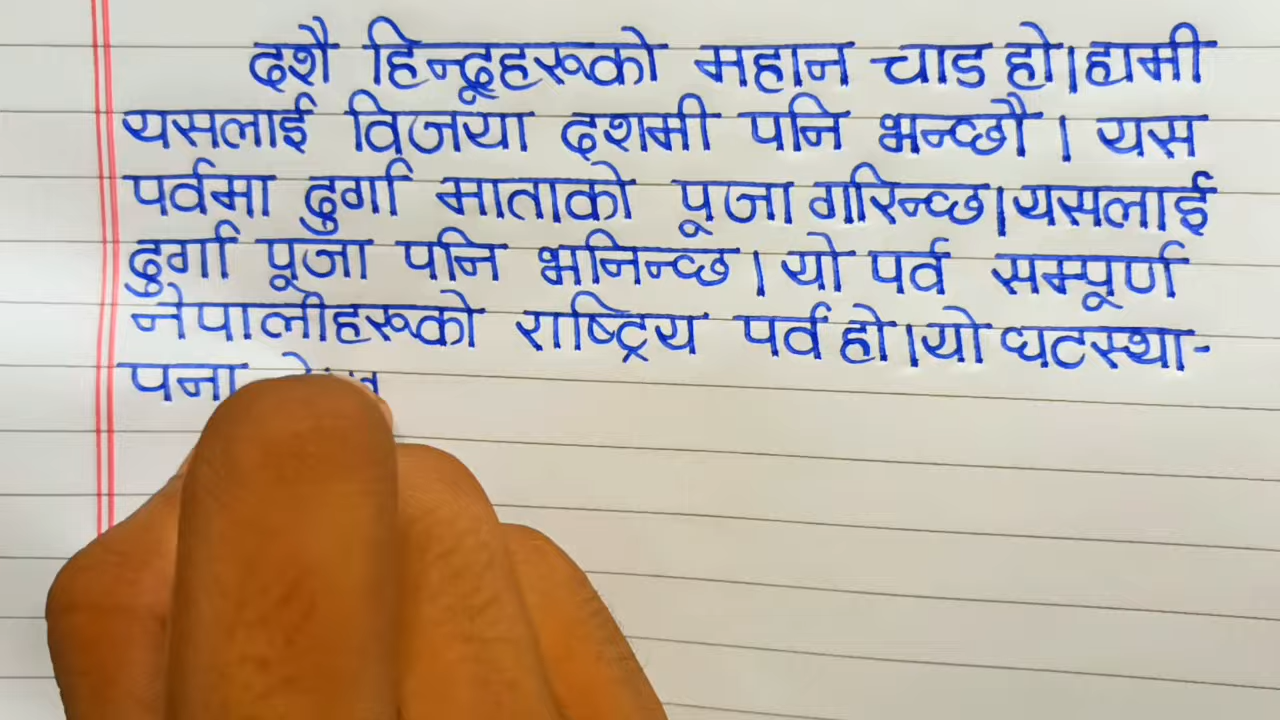 दशै हिन्दूहरूको महान चाड हो।ह्यमी
यसलाई विजया दशमी पनि भन्छौ। यस
पर्वमा दुर्गा माताको पूजा गरिन्छ।यसलाई
दुर्गा पूजा पनि भनिन्छ। यो पर्व सम्पूर्ण
नेपालीहरूको राष्ट्रिय पर्व हो।यो घटस्था-
पना